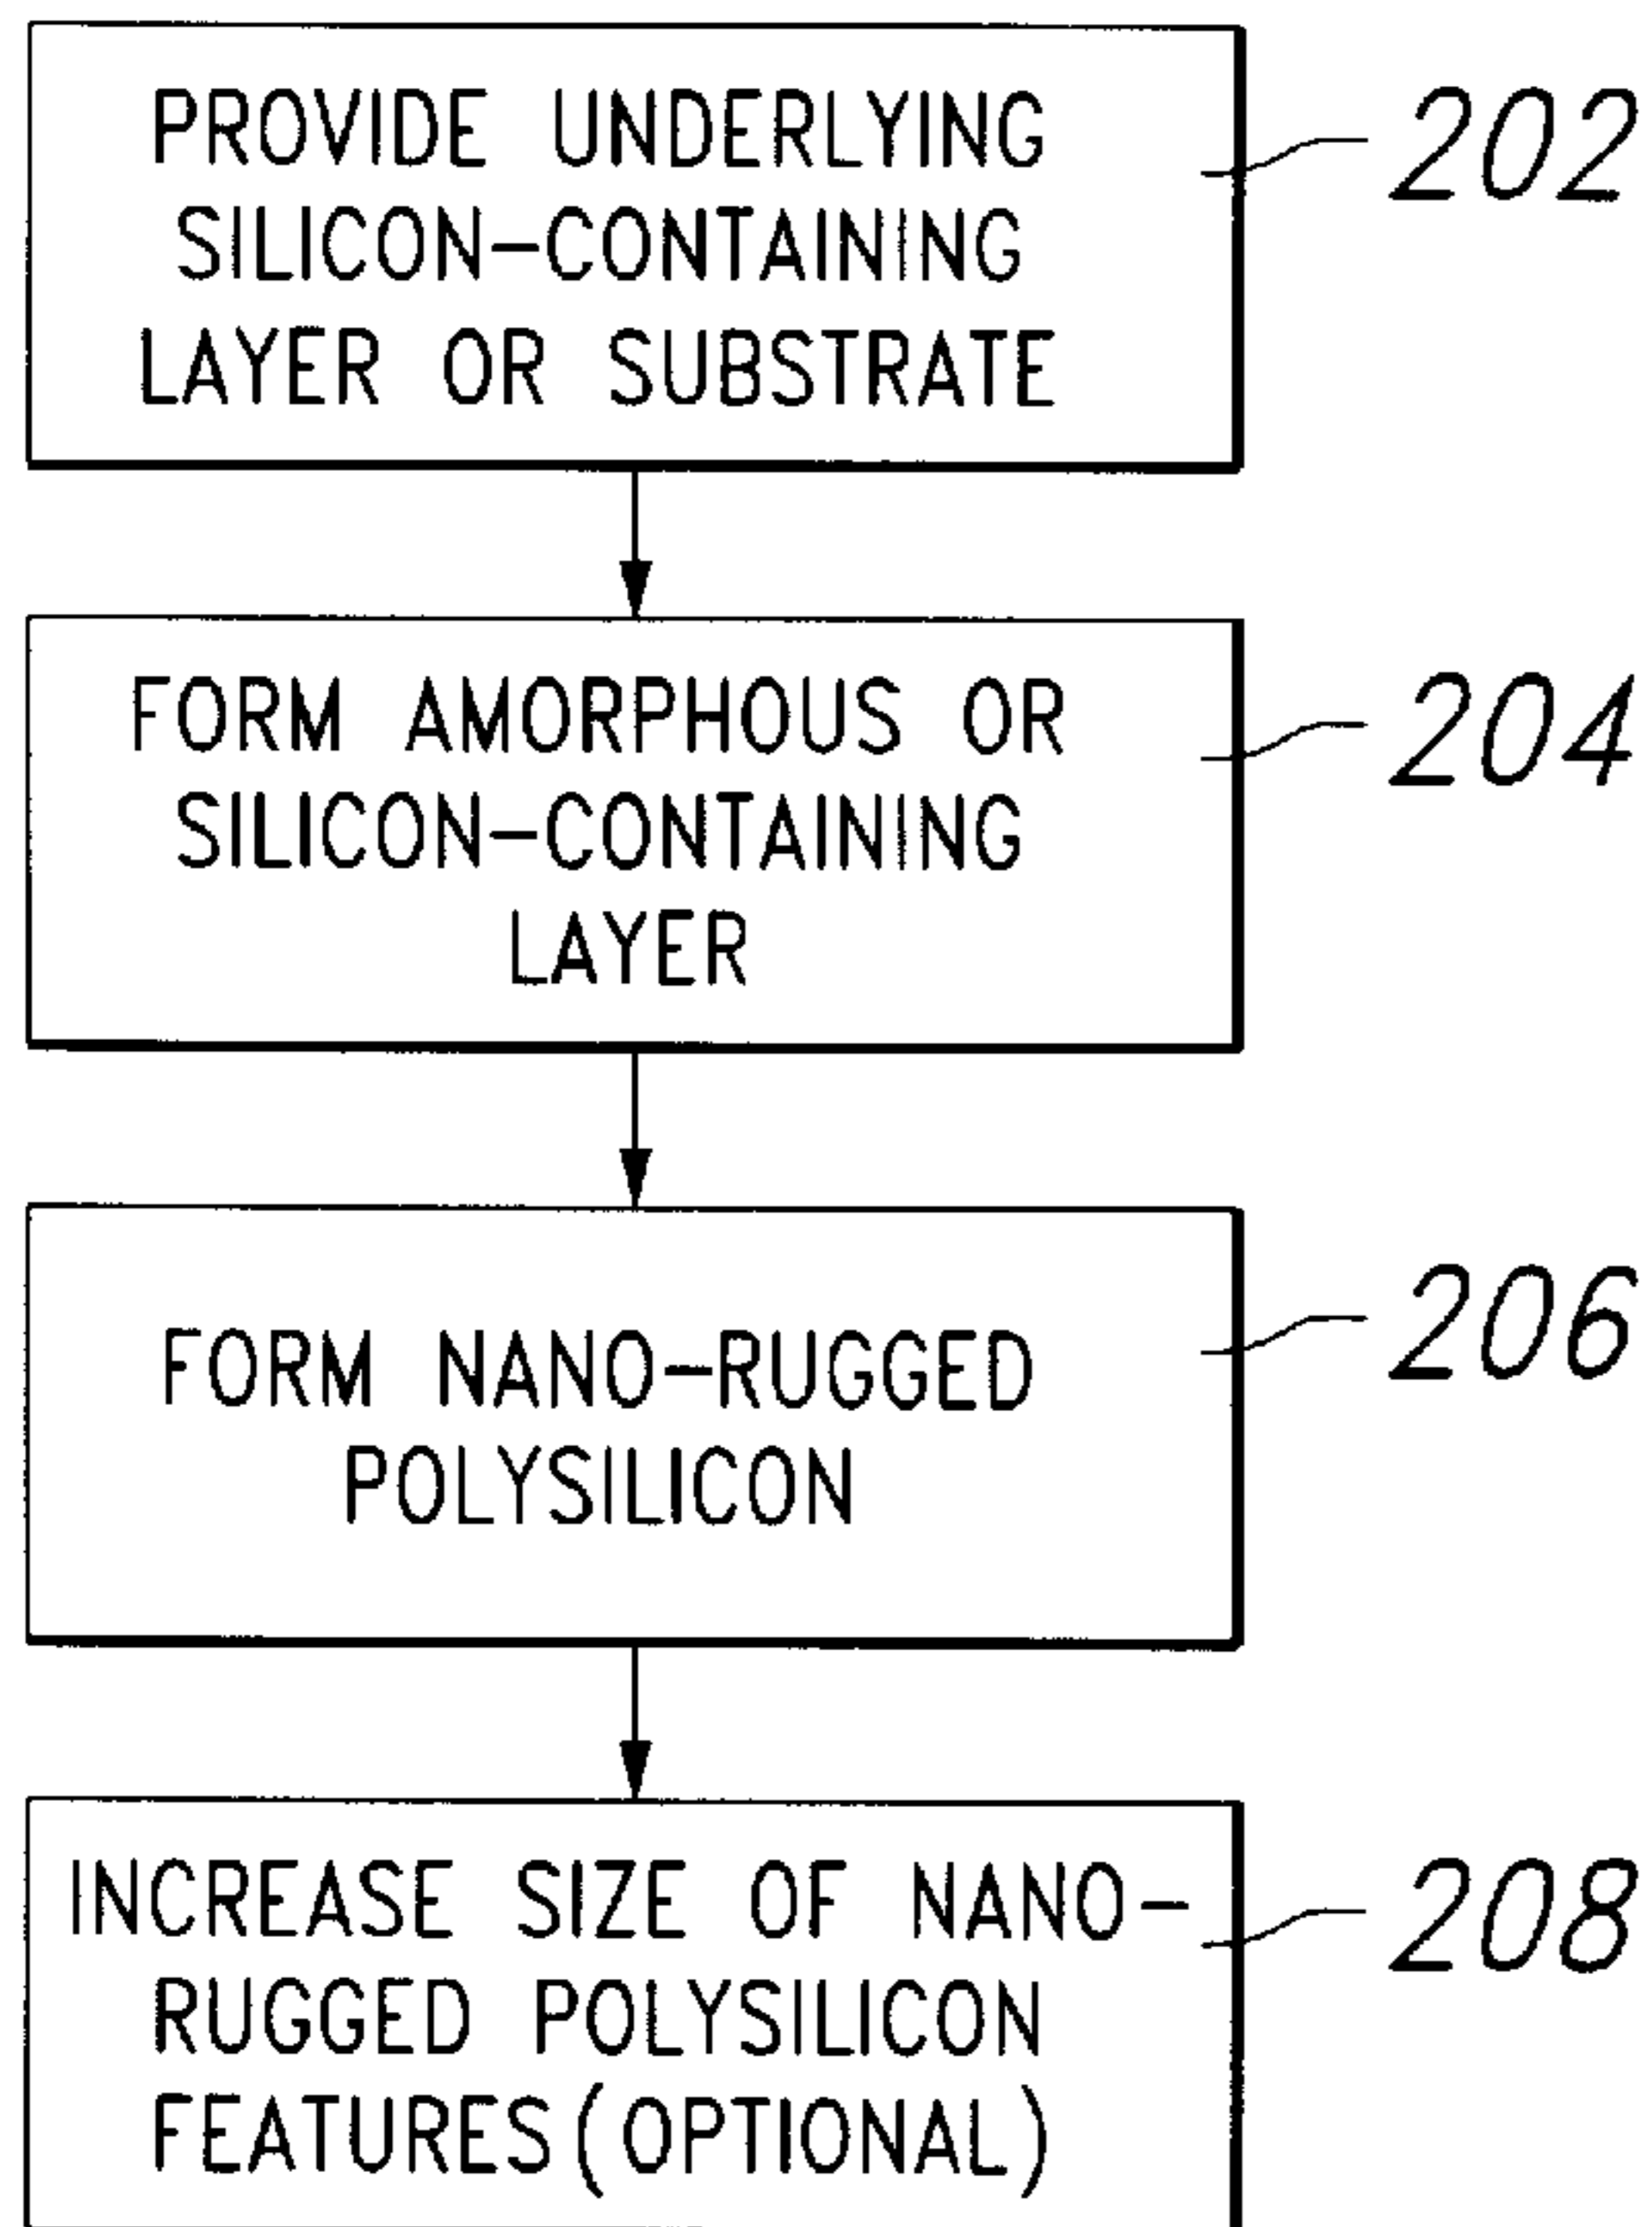 PROVIDE UNDERLYING
SILICON-CONTAINING
LAYER OR SUBSTRATE
202
FORM AMORPHOUS OR
SILICON-CONTAINING
LAYER
204
FORM NANO-RUGGED
POLYSILICON
206
INCREASE SIZE OF NANO-
RUGGED POLYSILICON
FEATURES(OPTIONAL)
208